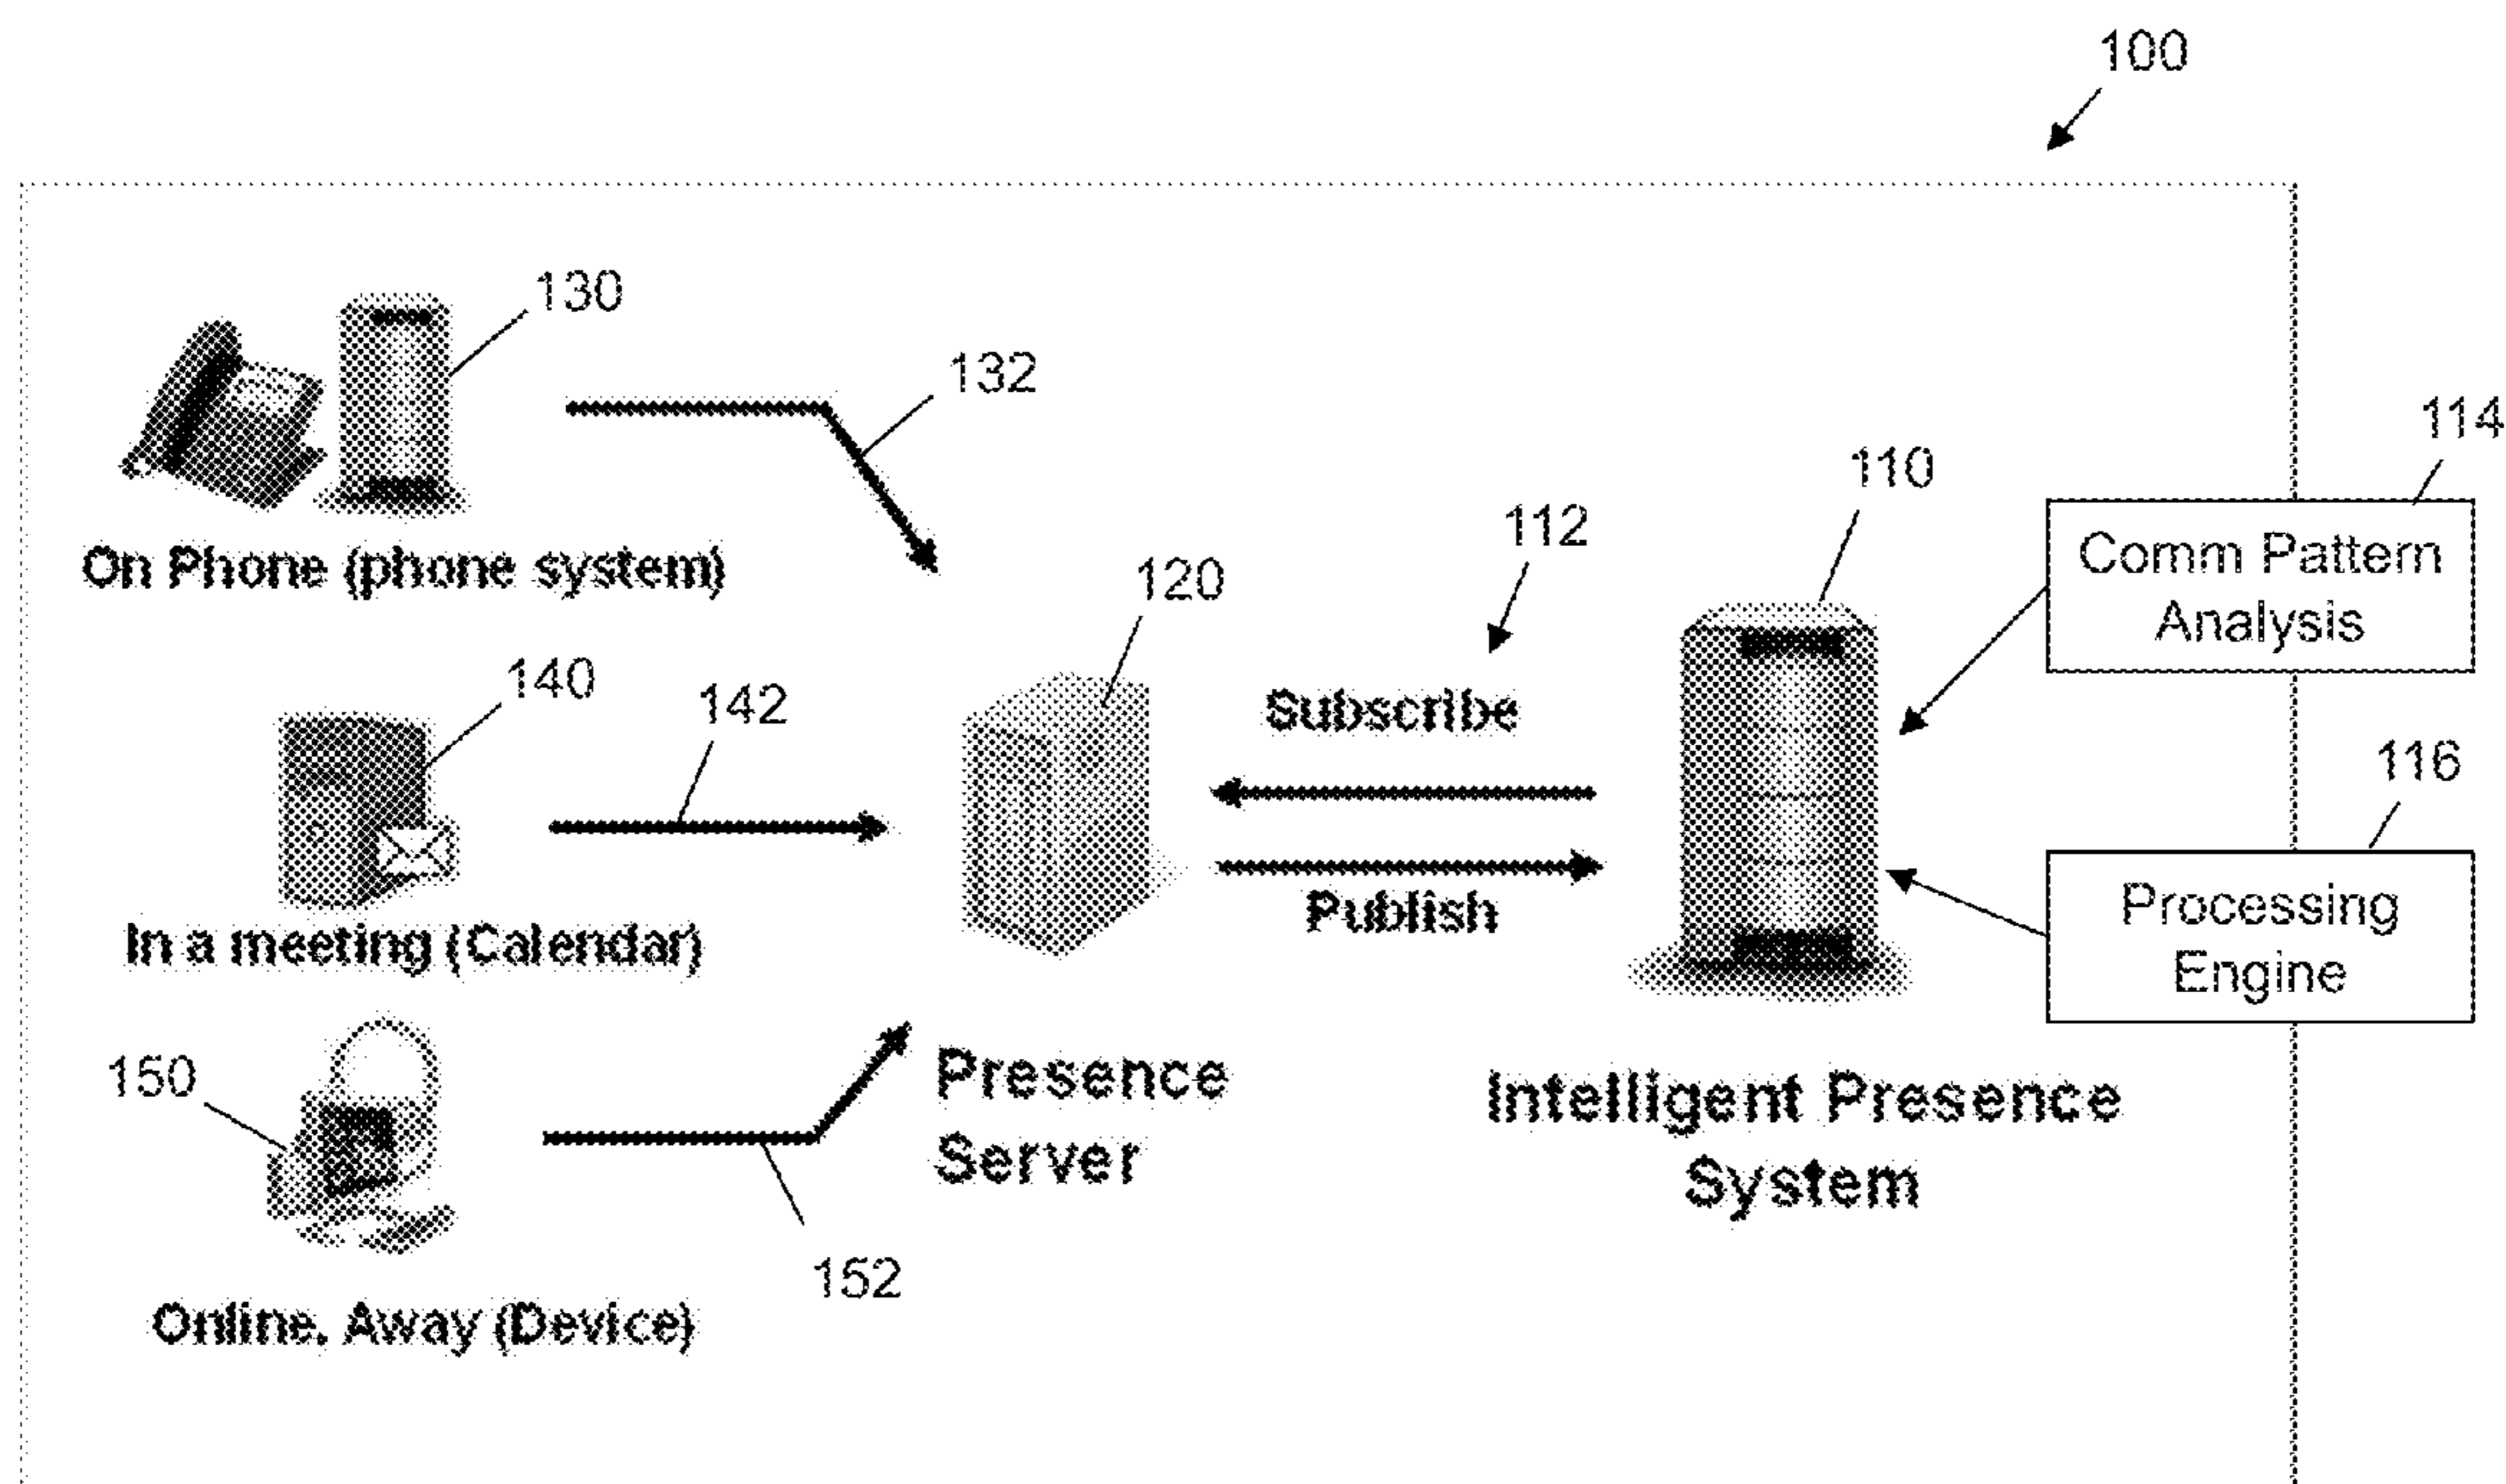 100
130
132
114
On Phone (phone system)
110
112
120
Comm Pattern
Analysis
140
142
Subscribe
116
Publish
Processing
Engine
In a meeting (Calendar)
150
Presence
Server
Intelligent Presence
System
152
Online, Away (Device)